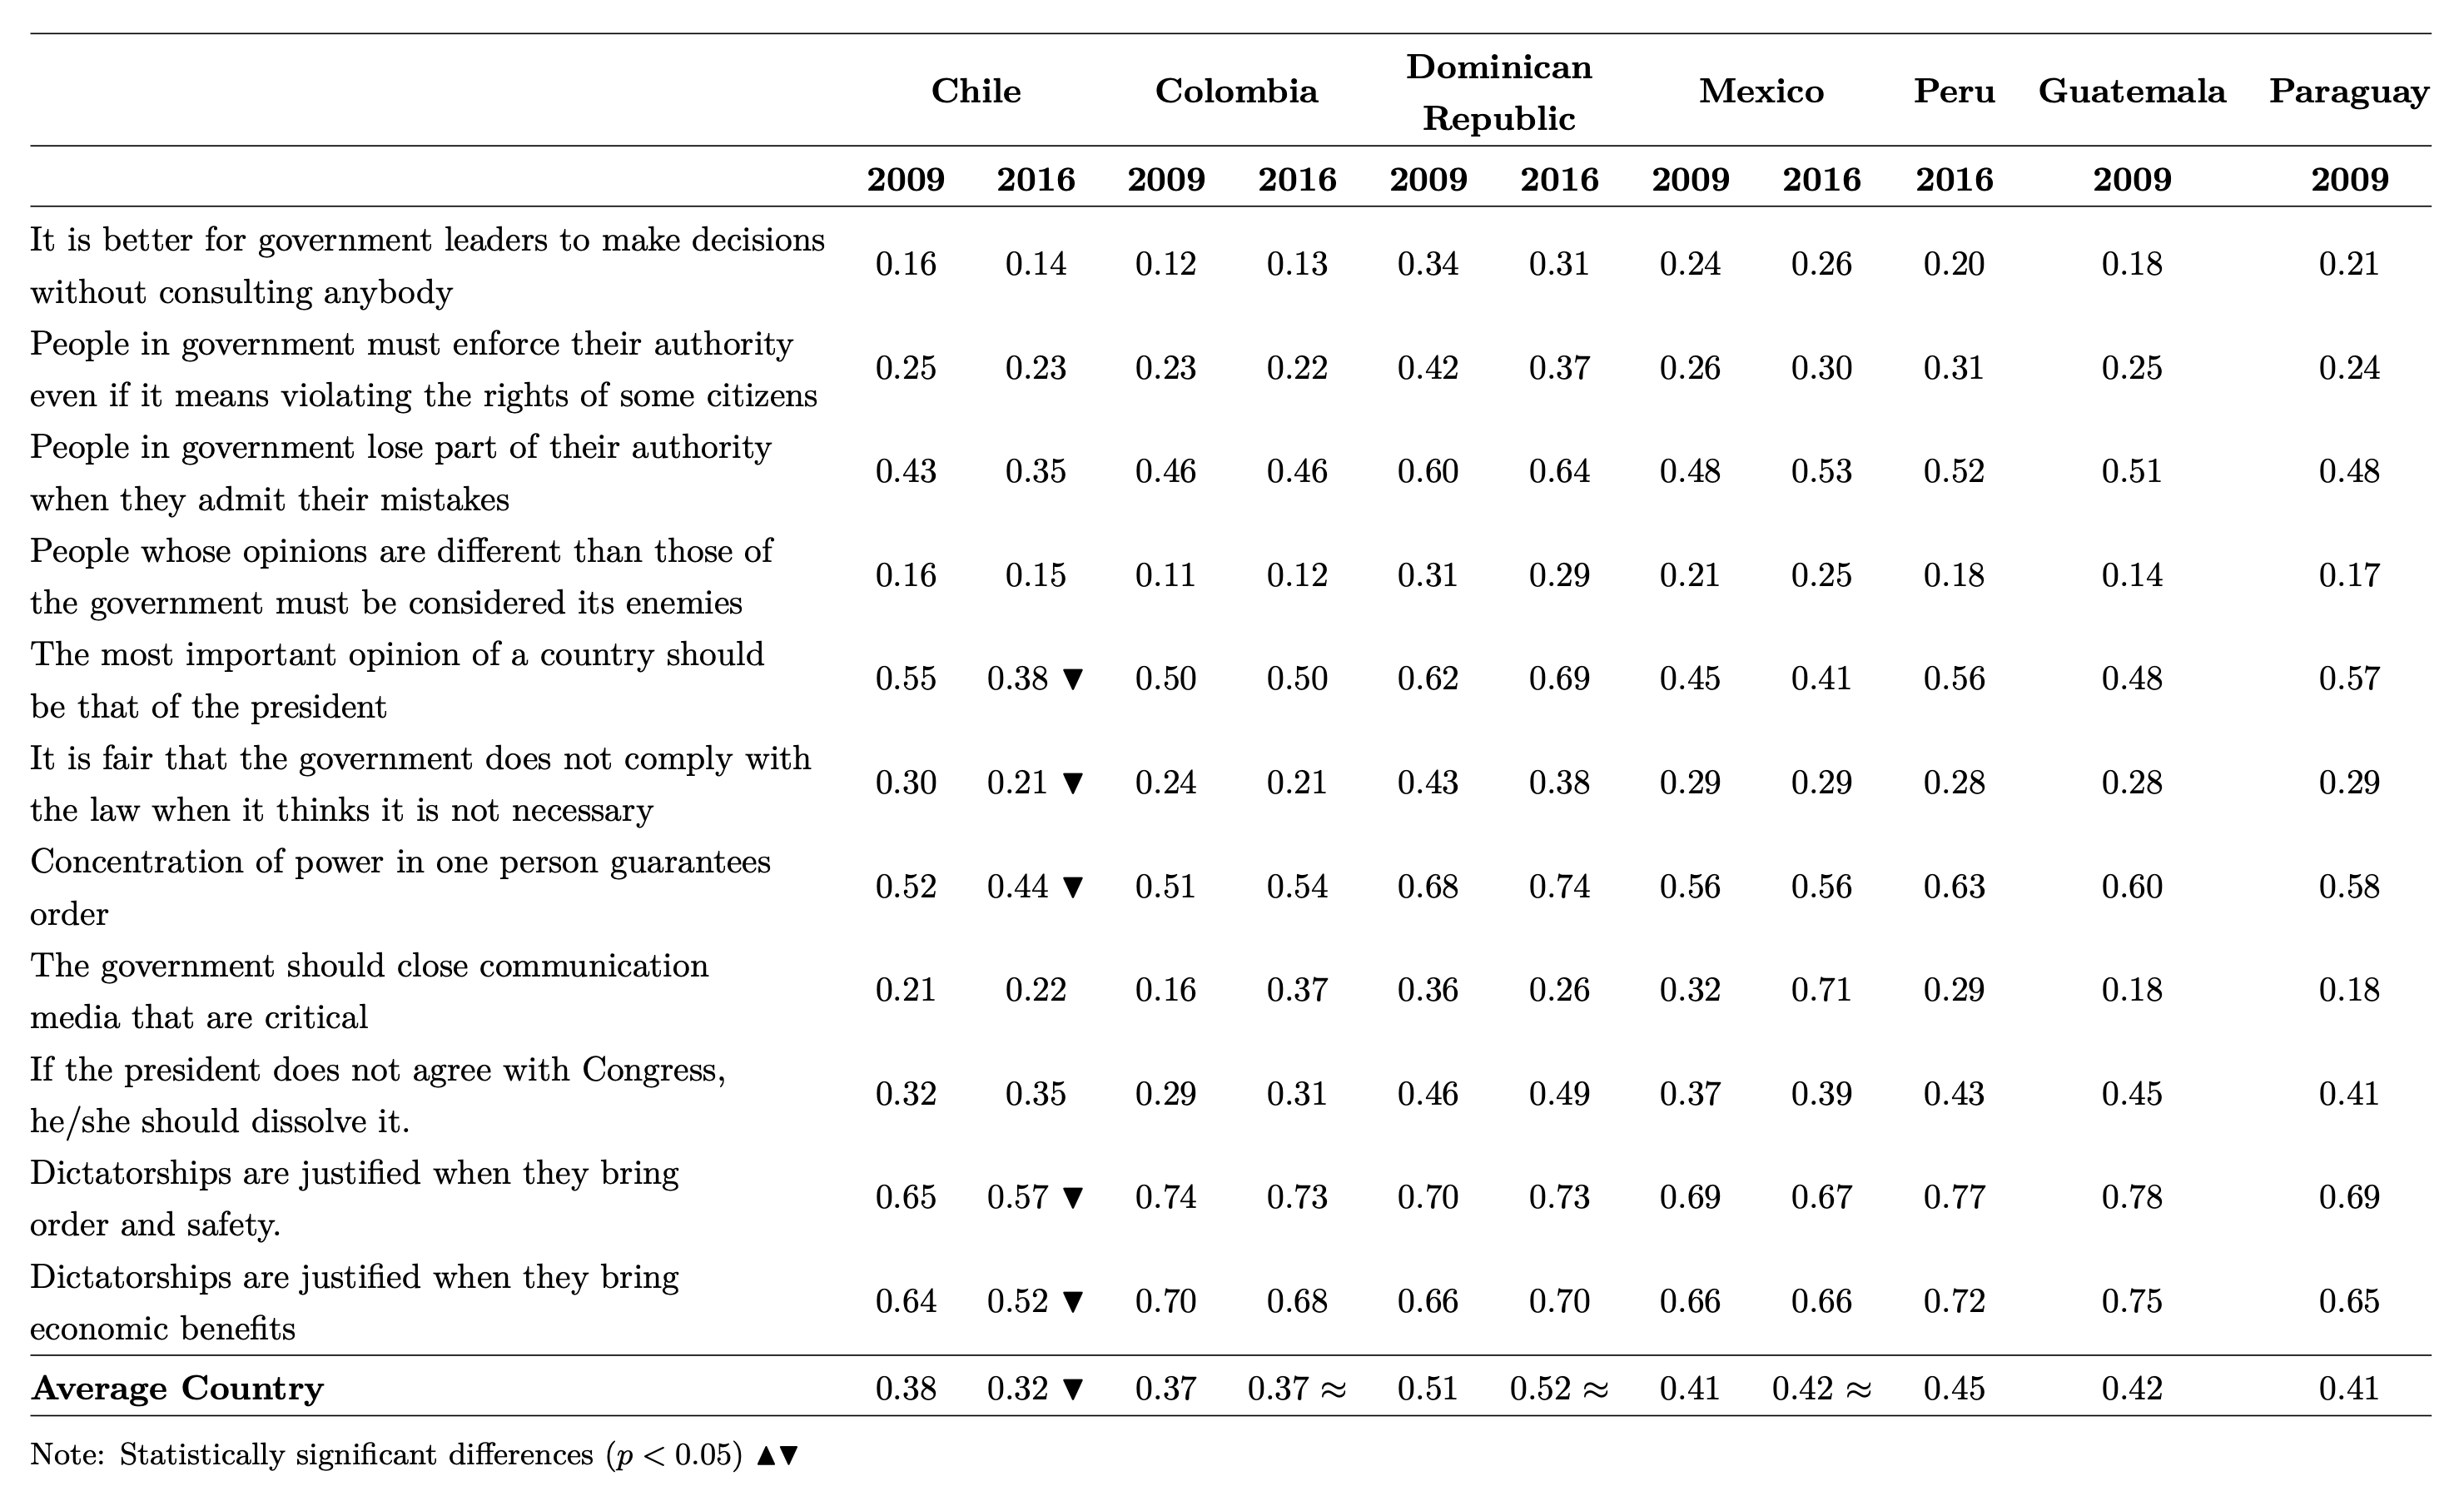 Chile Colombia Dominican Republic Mexico Peru Guatemala Paraguay
2009 2016 2009 2016 2009 2016 2009 2016 2016 2009 2009
It is better for government leaders to make decisions
without consulting anybody
0.16 0.14 0.12 0.13 0.34 0.31 0.24 0.26 0.20 0.18 0.21
People in government must enforce their authority
even if it means violating the rights of some citizens
0.25 0.23 0.23 0.22 0.42 0.37 0.26 0.30 0.31 0.25 0.24
People in government lose part of their authority
when they admit their mistakes
0.43 0.35 0.46 0.46 0.60 0.64 0.48 0.53 0.52 0.51 0.48
People whose opinions are different than those of
the government must be considered its enemies
0.16 0.15 0.11 0.12 0.31 0.29 0.21 0.25 0.18 0.14 0.17
The most important opinion of a country should
be that of the president
0.55 0.38 ▼ 0.50 0.50 0.62 0.69 0.45 0.41 0.56 0.48 0.57
It is fair that the government does not comply with
the law when it thinks it is not necessary
0.30 0.21 ▼ 0.24 0.21 0.43 0.38 0.29 0.29 0.28 0.28 0.29
Concentration of power in one person guarantees
order
0.52 0.44 ▼ 0.51 0.54 0.68 0.74 0.56 0.56 0.63 0.60 0.58
The government should close communication
media that are critical
0.21 0.22 0.16 0.37 0.36 0.26 0.32 0.71 0.29 0.18 0.18
If the president does not agree with Congress,
he/she should dissolve it.
0.32 0.35 0.29 0.31 0.46 0.49 0.37 0.39 0.43 0.45 0.41
Dictatorships are justified when they bring
order and safety.
0.65 0.57 ▼ 0.74 0.73 0.70 0.73 0.69 0.67 0.77 0.78 0.69
Dictatorships are justified when they bring
economic benefits
0.64 0.52 ▼ 0.70 0.68 0.66 0.70 0.66 0.66 0.72 0.75 0.65
Average Country 0.38 0.32 ▼ 0.37 0.37 ≈ 0.51 0.52 ≈ 0.41 0.42 ≈ 0.45 0.42 0.41
Note: Statistically significant differences (p < 0.05) ▲▼